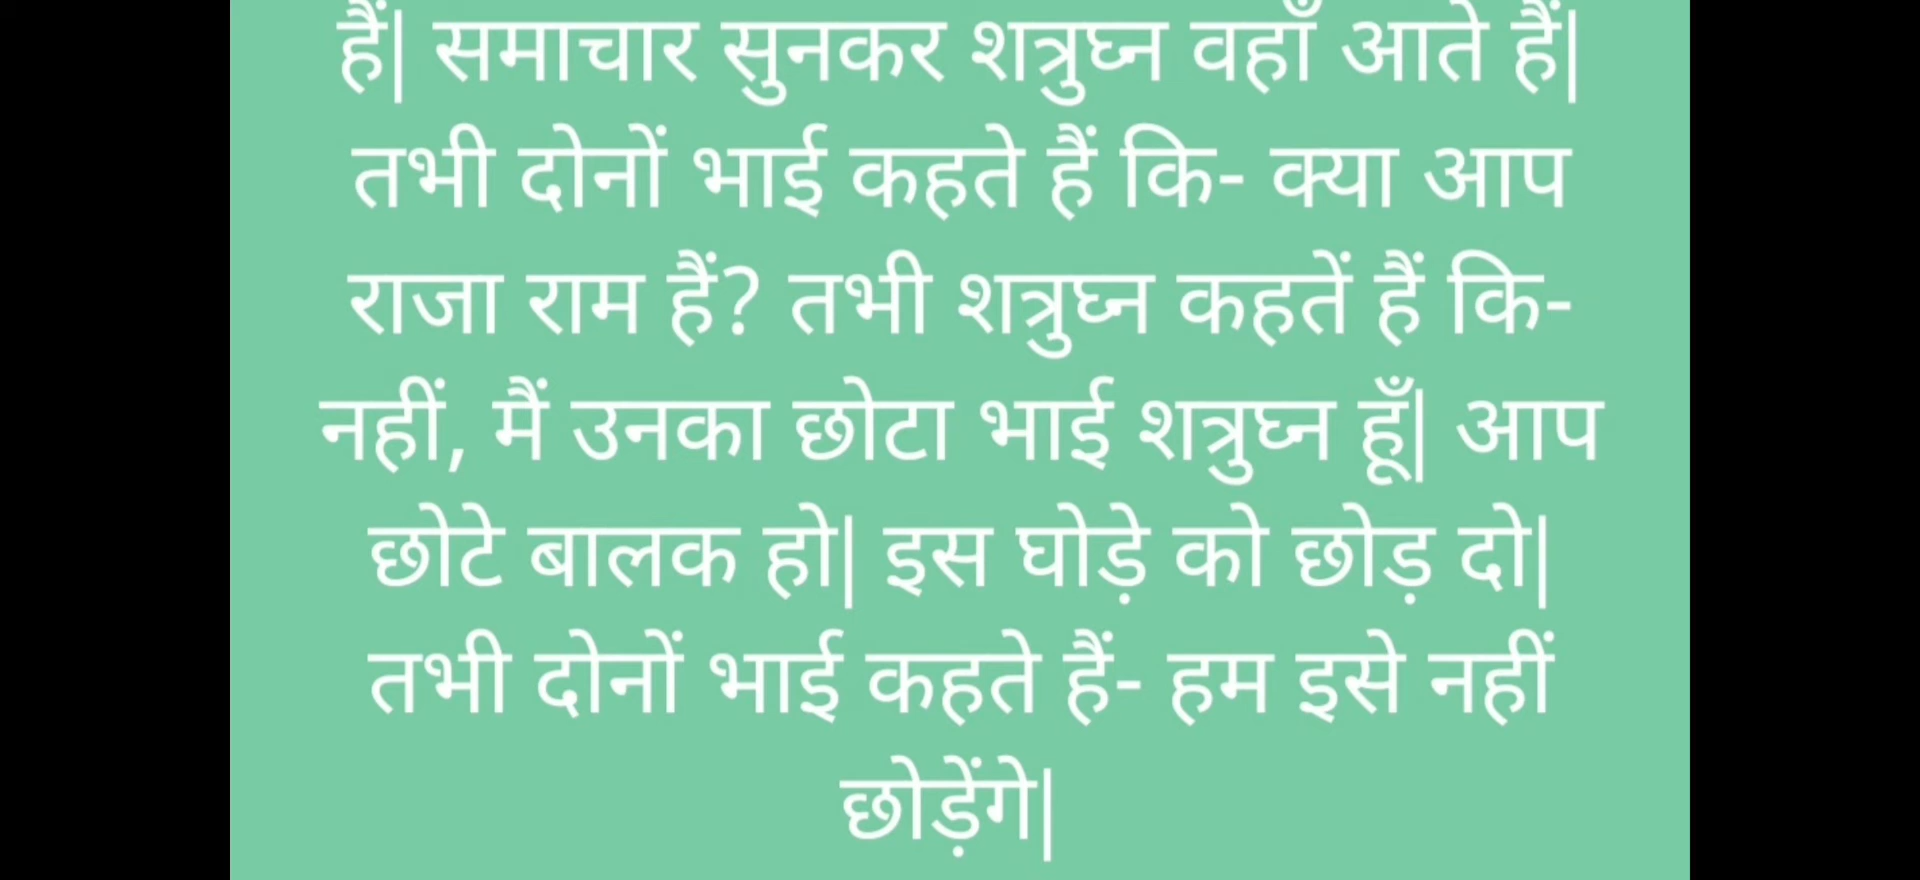 हैं| समाचार सुनकर शत्रुघ्न वहाँ आते हैं|
तभी दोनों भाई कहते हैं कि- क्या आप
राजा राम हैं? तभी शत्रुघ्न कहतें हैं कि-
नहीं, मैं उनका छोटा भाई शत्रुघ्न हूँ| आप
छोटे बालक हो| इस घोड़े को छोड़ दो|
तभी दोनों भाई कहते हैं- हम इसे नहीं
छोड़ेंगे|